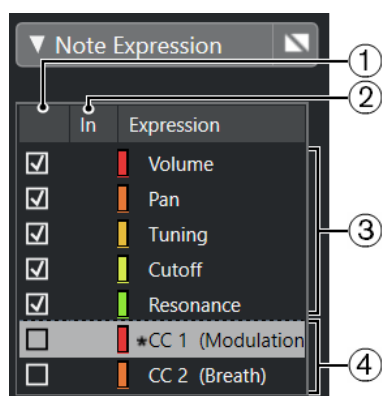 ▼ Note Expression
1
2
In Expression
Volume
Pan
3
Tuning
Cutoff
Resonance
*CC 1 (Modulation
4
CC 2 (Breath)